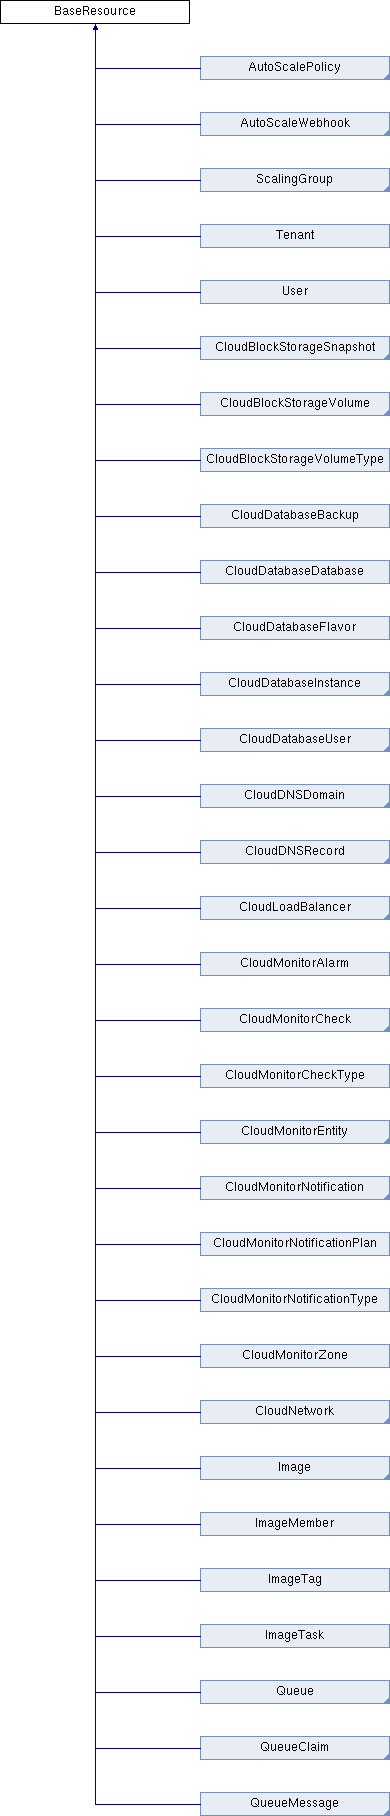 BaseResource
AutoScalePolicy
AutoScaleWebhook
ScalingGroup
Tenant
User
CloudBlockStorageSnapshot
CloudBlockStorageVolume
CloudBlockStorageVolumeType
CloudDatabaseBackup
CloudDatabaseDatabase
CloudDatabaseFlavor
CloudDatabaseInstance
CloudDatabaseUser
CloudDNSDomain
CloudDNSRecord
CloudLoadBalancer
CloudMonitorAlarm
CloudMonitorCheck
CloudMonitorCheckType
CloudMonitorEntity
CloudMonitorNotification
CloudMonitorNotificationPlan
CloudMonitorNotificationType
CloudMonitorZone
CloudNetwork
Image
ImageMember
ImageTag
ImageTask
Queue
QueueClaim
QueueMessage